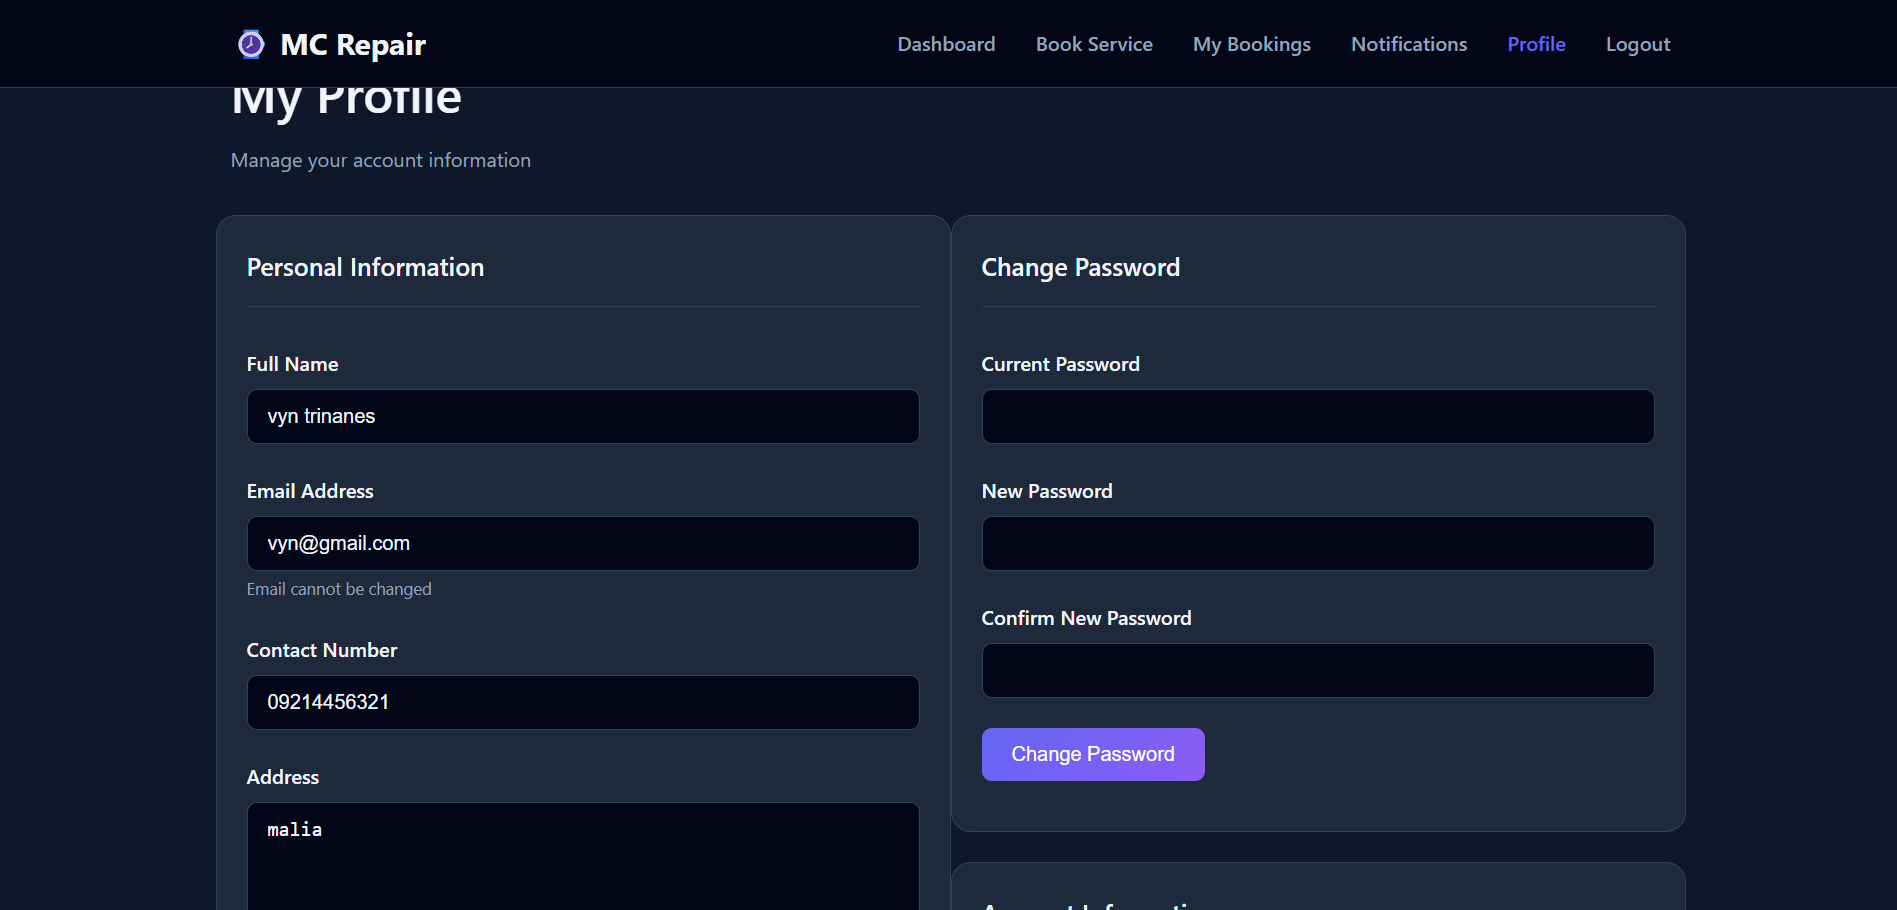 MC Repair
Dashboard
Book Service
My Bookings
Notifications
Profile
Logout
My Profile
Manage your account information
Personal Information
Full Name
vyn trinanes
Email Address
vyn@gmail.com
Email cannot be changed
Contact Number
09214456321
Address
malia
Change Password
Current Password
New Password
Confirm New Password
Change Password